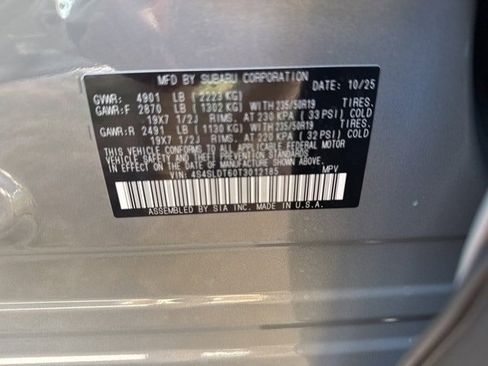 MFD BY SUBARU CORPORATION DATE: 10/25
GVWR: 4901 LB (2223 KG)
GAWR:F 2870 LB (1302 KG) WITH 235/50R19 TIRES.
19X7 1/2J RIMS, AT 230 KPA (33 PSI) COLD
GAWR:R 2491 LB (1130 KG) WITH 235/50R19 TIRES.
19X7 1/2J RIMS, AT 220 KPA (32 PSI) COLD
THIS VEHICLE CONFORMS TO ALL APPLICABLE FEDERAL MOTOR
VEHICLE SAFETY AND THEFT PREVENTION STANDARDS
IN EFFECT ON THE DATE OF MANUFACTURE SHOWN ABOVE.
VIN: 4S4SLDT60T3012185 MPV
ASSEMBLED BY SIA INC. MADE IN U.S.A.